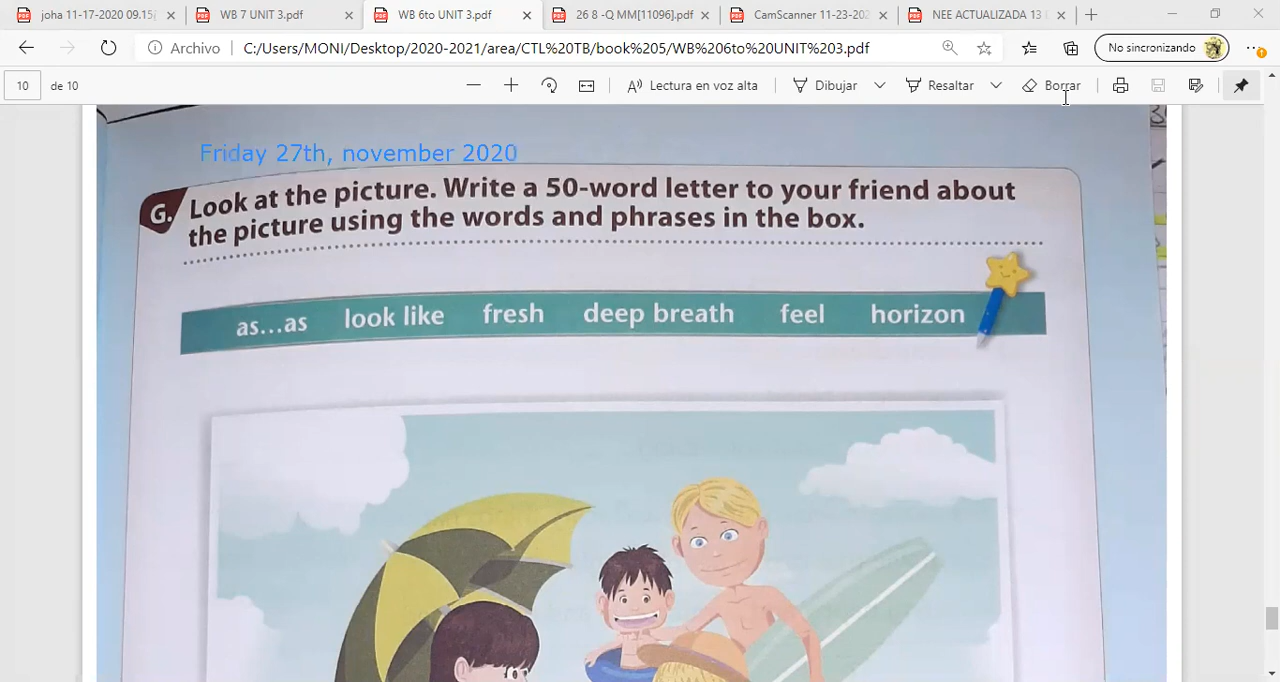 joha 11-17-2020 09.15
WB 7 UNIT 3.pdf
WB 6to UNIT 3.pdf
26 8 -Q MM[11096].pdf
CamScanner 11-23-202
NEE ACTUALIZADA 13
Archivo
C:/Users/MONI/Desktop/2020-2021/area/CTL%20TB/book%205/WB%206to%20UNIT%203.pdf
No sincronizando
10 de 10
Lectura en voz alta
Dibujar
Resaltar
Borrar
Friday 27th, november 2020
G. Look at the picture. Write a 50-word letter to your friend about
the picture using the words and phrases in the box.
as...as look like fresh deep breath feel horizon